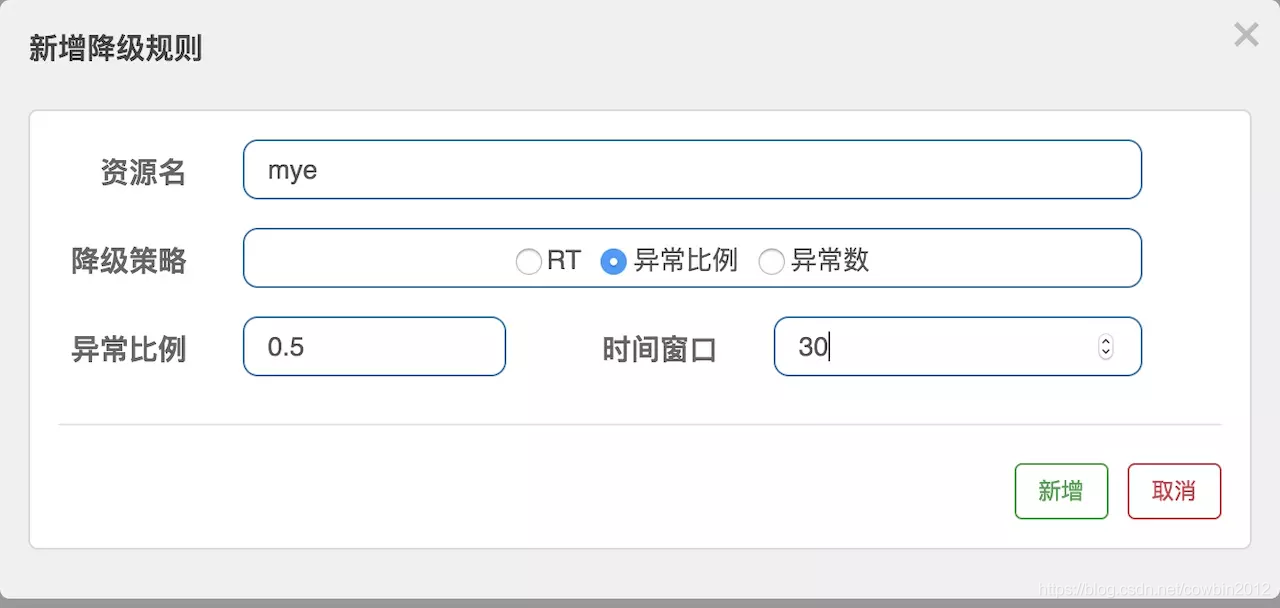 新增降级规则
资源名 mye
降级策略 RT 异常比例 异常数
异常比例 0.5 时间窗口 30
新增 取消
https://blog.csdn.net/cowbin2012